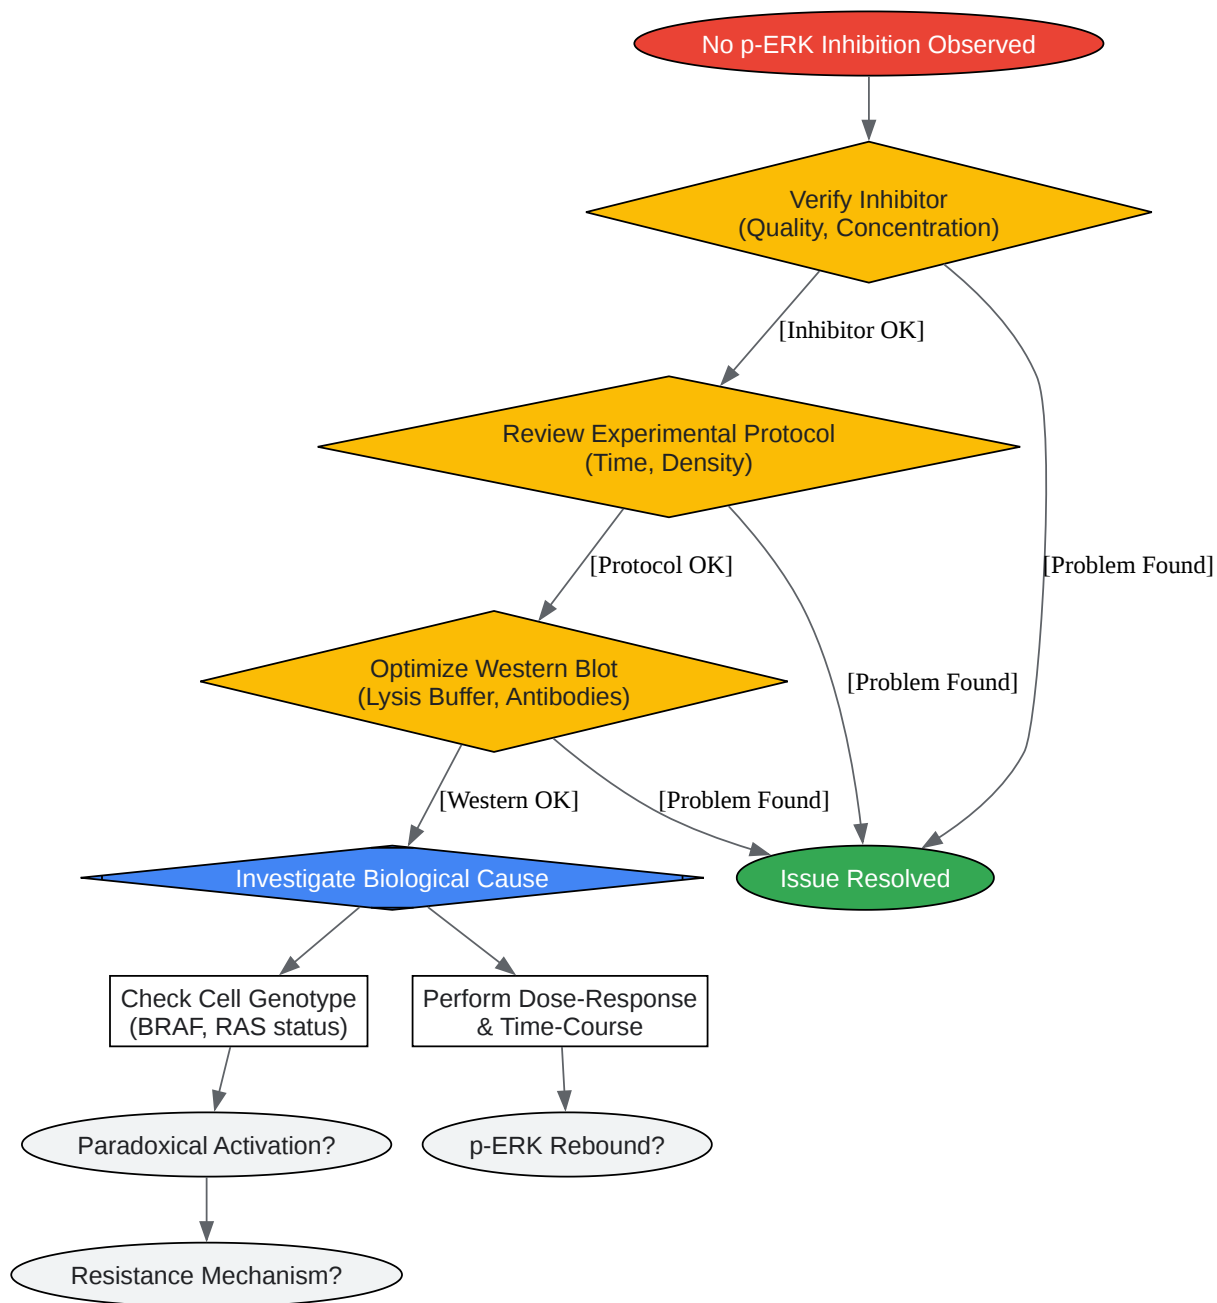 No p-ERK Inhibition Observed
Verify Inhibitor
(Quality, Concentration)
[Inhibitor OK]
Review Experimental Protocol
(Time, Density)
[Protocol OK]
[Problem Found]
Optimize Western Blot
(Lysis Buffer, Antibodies)
[Problem Found]
[Western OK]
[Problem Found]
Investigate Biological Cause
Issue Resolved
Check Cell Genotype
(BRAF, RAS status)
Perform Dose-Response
& Time-Course
Paradoxical Activation?
p-ERK Rebound?
Resistance Mechanism?